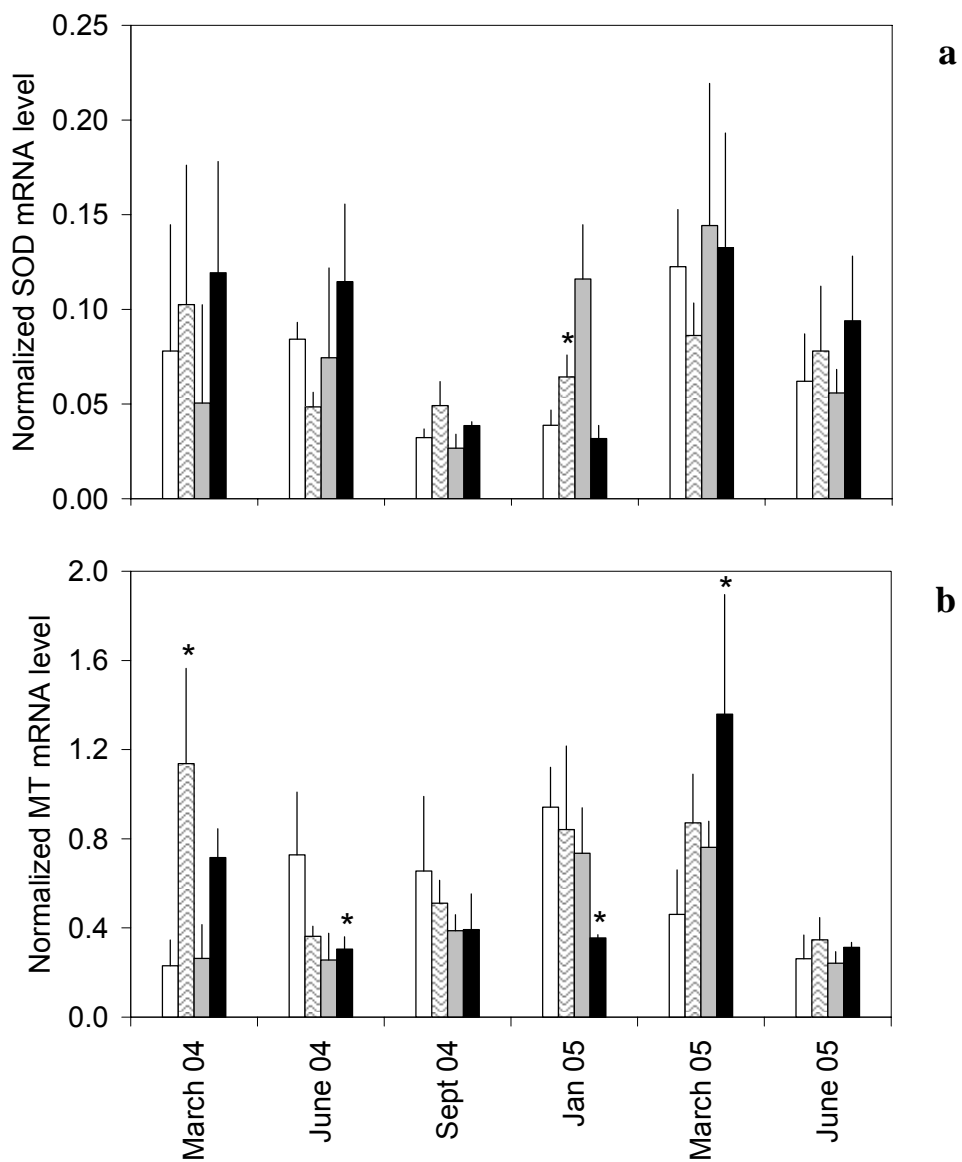 a
Normalized SOD mRNA level
0.25
0.20
0.15
0.10
0.05
0.00
*
b
Normalized MT mRNA level
2.0
1.6
1.2
0.8
0.4
0.0
*
*
*
*
March 04
June 04
Sept 04
Jan 05
March 05
June 05